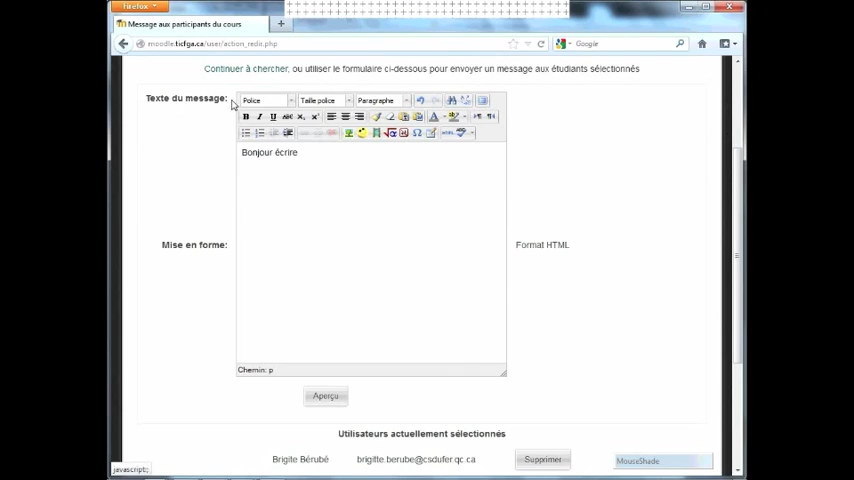 Firefox
Message aux participants du cours
moodle.ticfga.ca/user/action_redir.php
Google
Continuer à chercher, ou utiliser le formulaire ci-dessous pour envoyer un message aux étudiants sélectionnés
Texte du message:
Police
Taille police
Paragraphe
Bonjour écrire
Mise en forme:
Format HTML
Chemin: p
Aperçu
Utilisateurs actuellement sélectionnés
Brigite Bérubé
brigitte.berube@csdufer.qc.ca
Supprimer
MouseShade
javascript:;